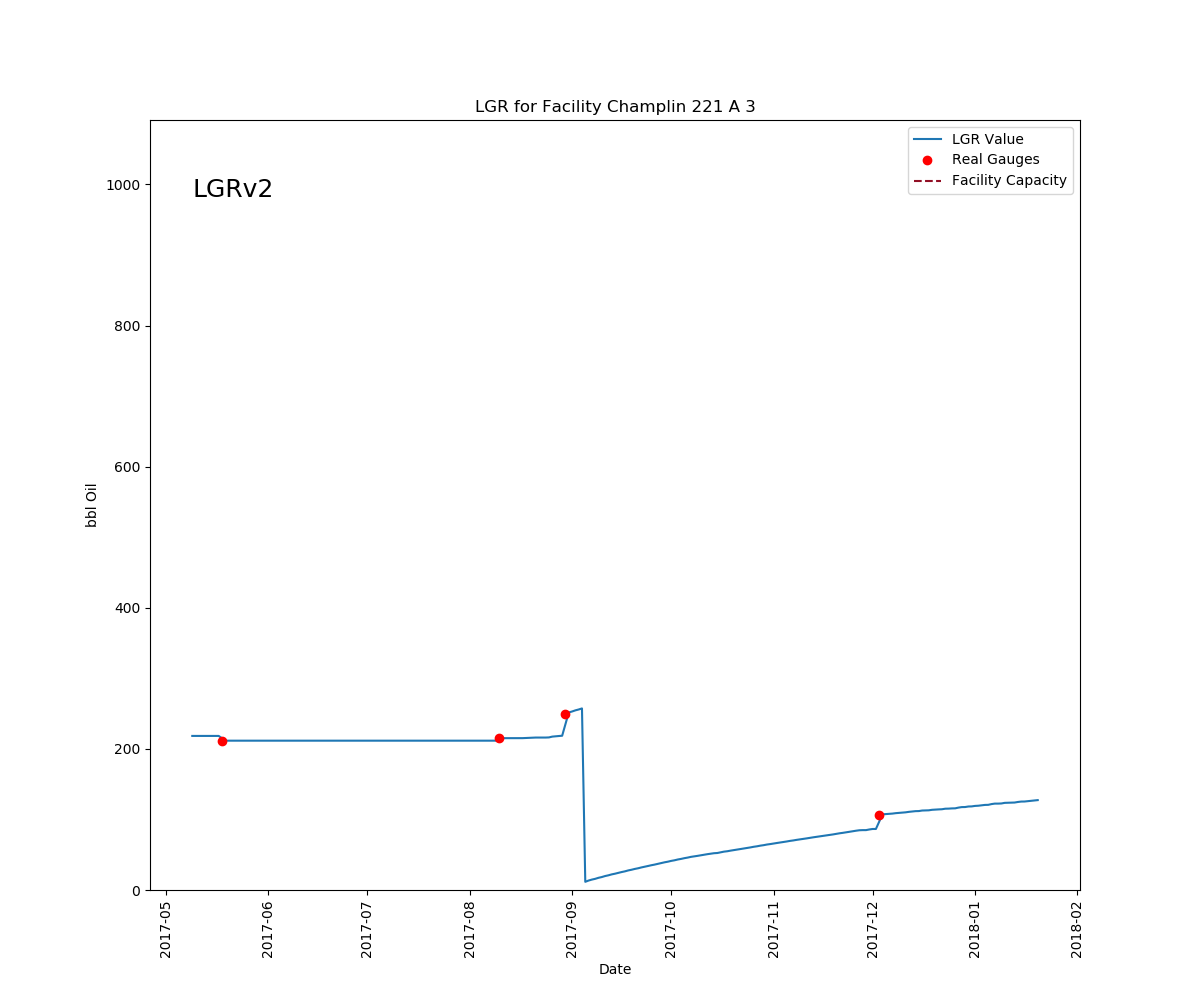 LGR for Facility Champlin 221 A 3
LGR Value
Real Gauges
Facility Capacity
LGRv2
1000
800
600
400
200
0
bbl Oil
2017-05
2017-06
2017-07
2017-08
2017-09
2017-10
2017-11
2017-12
2018-01
2018-02
Date